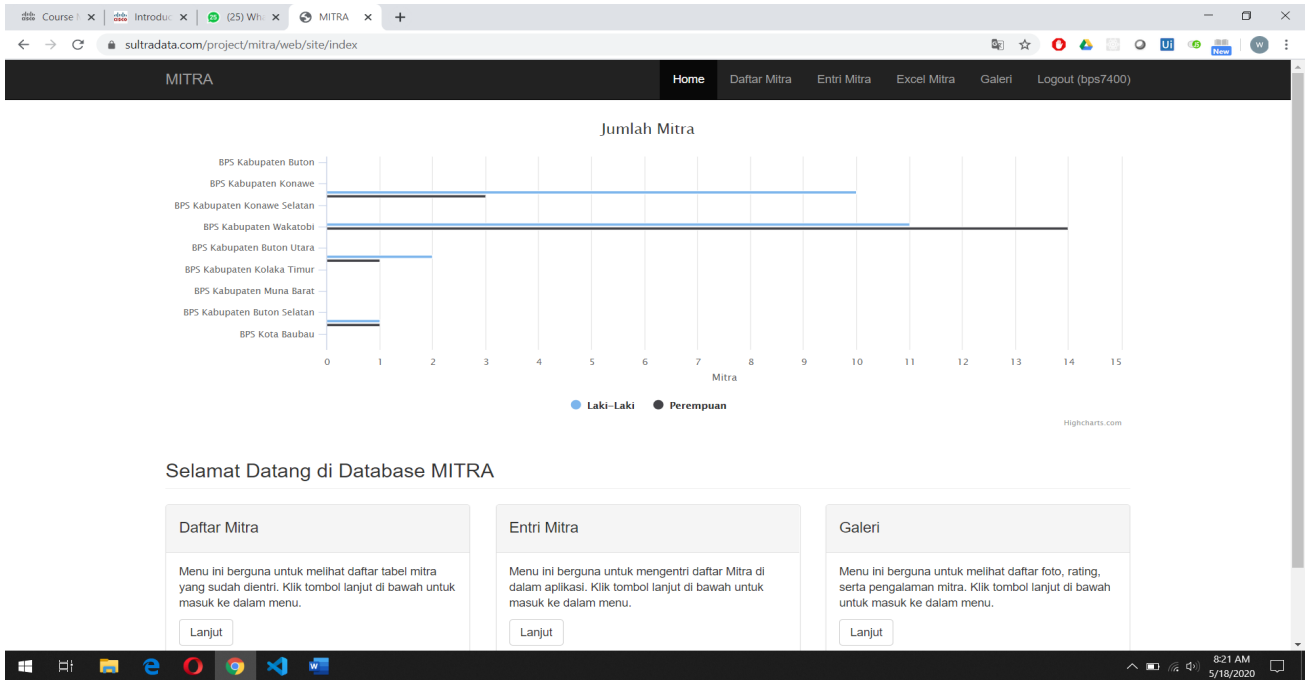 Course
Introduc
(25) Wh
MITRA
sultradata.com/project/mitra/web/site/index
New
MITRA
Home
Daftar Mitra
Entri Mitra
Excel Mitra
Galeri
Logout (bps7400)
Jumlah Mitra
BPS Kabupaten Buton
BPS Kabupaten Konawe
BPS Kabupaten Konawe Selatan
BPS Kabupaten Wakatobi
BPS Kabupaten Buton Utara
BPS Kabupaten Kolaka Timur
BPS Kabupaten Muna Barat
BPS Kabupaten Buton Selatan
BPS Kota Baubau
0 1 2 3 4 5 6 7 8 9 10 11 12 13 14 15
Mitra
Laki-Laki Perempuan
Highcharts.com
Selamat Datang di Database MITRA
Daftar Mitra
Menu ini berguna untuk melihat daftar tabel mitra
yang sudah dientri. Klik tombol lanjut di bawah untuk
masuk ke dalam menu.
Lanjut
Entri Mitra
Menu ini berguna untuk mengentri daftar Mitra di
dalam aplikasi. Klik tombol lanjut di bawah untuk
masuk ke dalam menu.
Lanjut
Galeri
Menu ini berguna untuk melihat daftar foto, rating,
serta pengalaman mitra. Klik tombol lanjut di bawah
untuk masuk ke dalam menu.
Lanjut
8:21 AM
5/18/2020